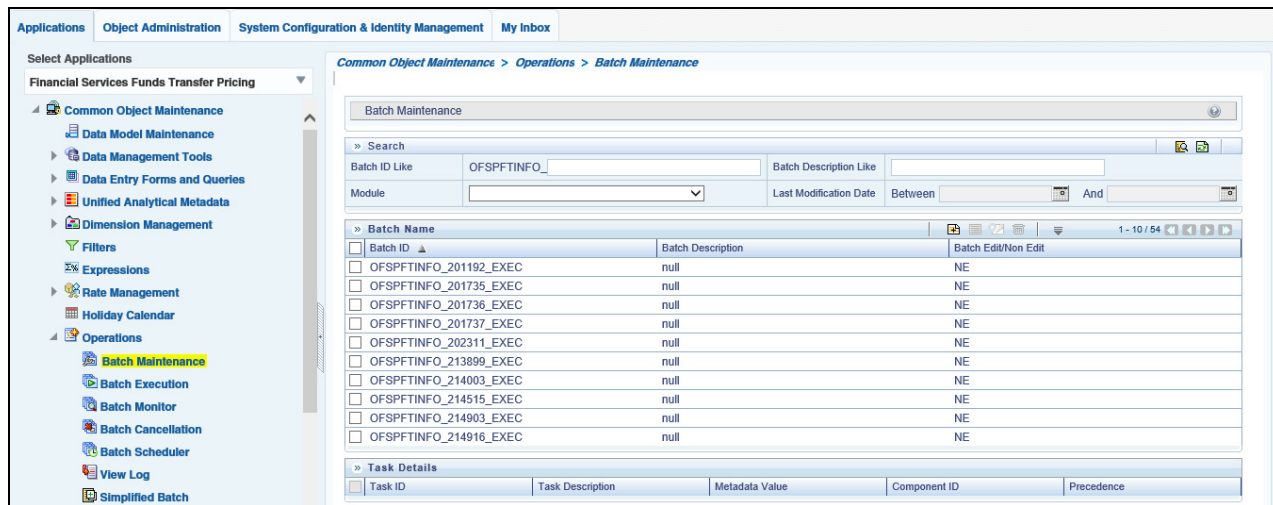 Applications Object Administration System Configuration & Identity Management My Inbox
Select Applications
Financial Services Funds Transfer Pricing
Common Object Maintenance
Data Model Maintenance
Data Management Tools
Data Entry Forms and Queries
Unified Analytical Metadata
Dimension Management
Filters
Expressions
Rate Management
Holiday Calendar
Operations
Batch Maintenance
Batch Execution
Batch Monitor
Batch Cancellation
Batch Scheduler
View Log
Simplified Batch
Common Object Maintenance > Operations > Batch Maintenance
Batch Maintenance
» Search
Batch ID Like OFSPFTINFO_ Batch Description Like
Module Last Modification Date Between And
» Batch Name 1 - 10 / 54
Batch ID Batch Description Batch Edit/Non Edit
OFSPFTINFO_201192_EXEC null NE
OFSPFTINFO_201735_EXEC null NE
OFSPFTINFO_201736_EXEC null NE
OFSPFTINFO_201737_EXEC null NE
OFSPFTINFO_202311_EXEC null NE
OFSPFTINFO_213899_EXEC null NE
OFSPFTINFO_214003_EXEC null NE
OFSPFTINFO_214515_EXEC null NE
OFSPFTINFO_214903_EXEC null NE
OFSPFTINFO_214916_EXEC null NE
» Task Details
Task ID Task Description Metadata Value Component ID Precedence